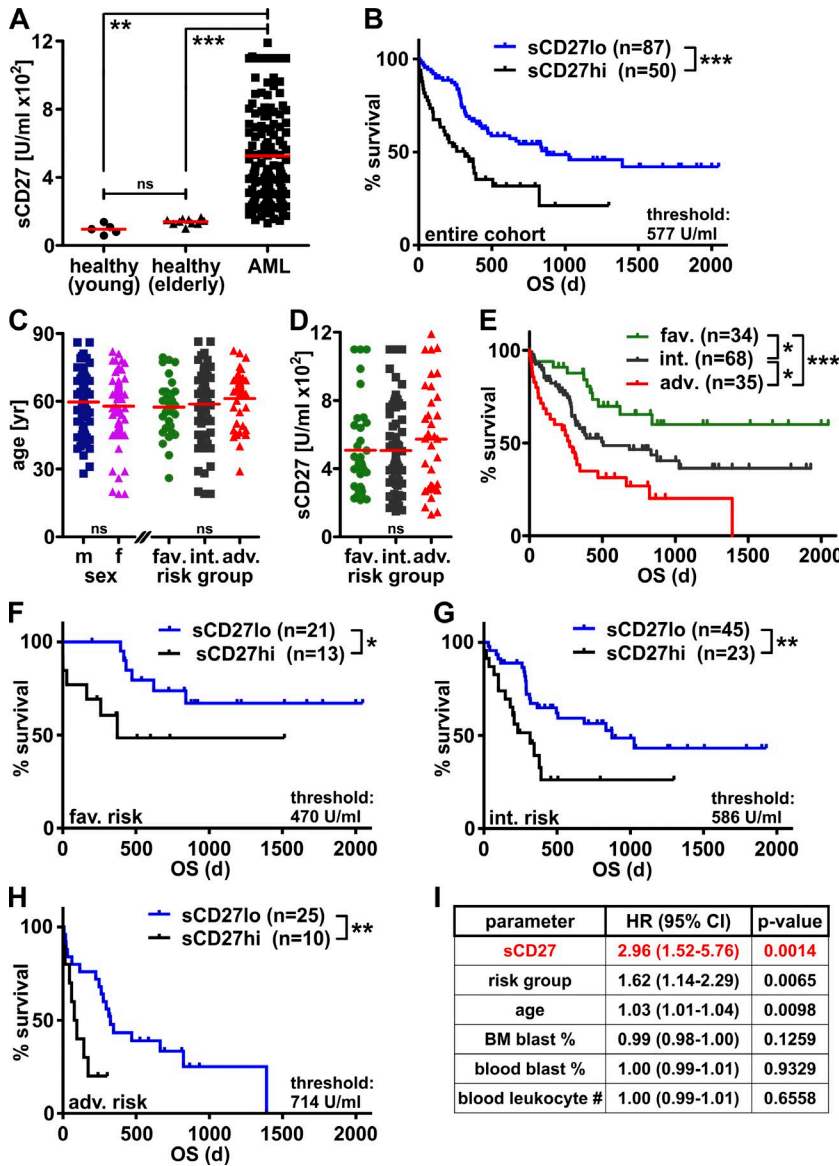 A
**
***
ns
sCD27 [U/ml x10²]
12
8
4
0
healthy (young)
healthy (elderly)
AML
B
sCD27lo (n=87)
sCD27hi (n=50)
***
% survival
100
50
0
entire cohort
threshold:
577 U/ml
0 500 1000 1500 2000
OS (d)
C
age [yr]
90
60
30
0
ns
ns
m f
sex
fav. int. adv.
risk group
D
sCD27 [U/ml x10²]
12
8
4
0
ns
fav. int. adv.
risk group
E
fav. (n=34)
int. (n=68)
adv. (n=35)
*
*
***
% survival
100
50
0
0 500 1000 1500 2000
OS (d)
F
sCD27lo (n=21)
sCD27hi (n=13)
*
% survival
100
50
0
fav. risk
threshold:
470 U/ml
0 500 1000 1500 2000
OS (d)
G
sCD27lo (n=45)
sCD27hi (n=23)
**
% survival
100
50
0
int. risk
threshold:
586 U/ml
0 500 1000 1500 2000
OS (d)
H
sCD27lo (n=25)
sCD27hi (n=10)
**
% survival
100
50
0
adv. risk
threshold:
714 U/ml
0 500 1000 1500 2000
OS (d)
I
parameter HR (95% CI) p-value
sCD27 2.96 (1.52-5.76) 0.0014
risk group 1.62 (1.14-2.29) 0.0065
age 1.03 (1.01-1.04) 0.0098
BM blast % 0.99 (0.98-1.00) 0.1259
blood blast % 1.00 (0.99-1.01) 0.9329
blood leukocyte # 1.00 (0.99-1.01) 0.6558